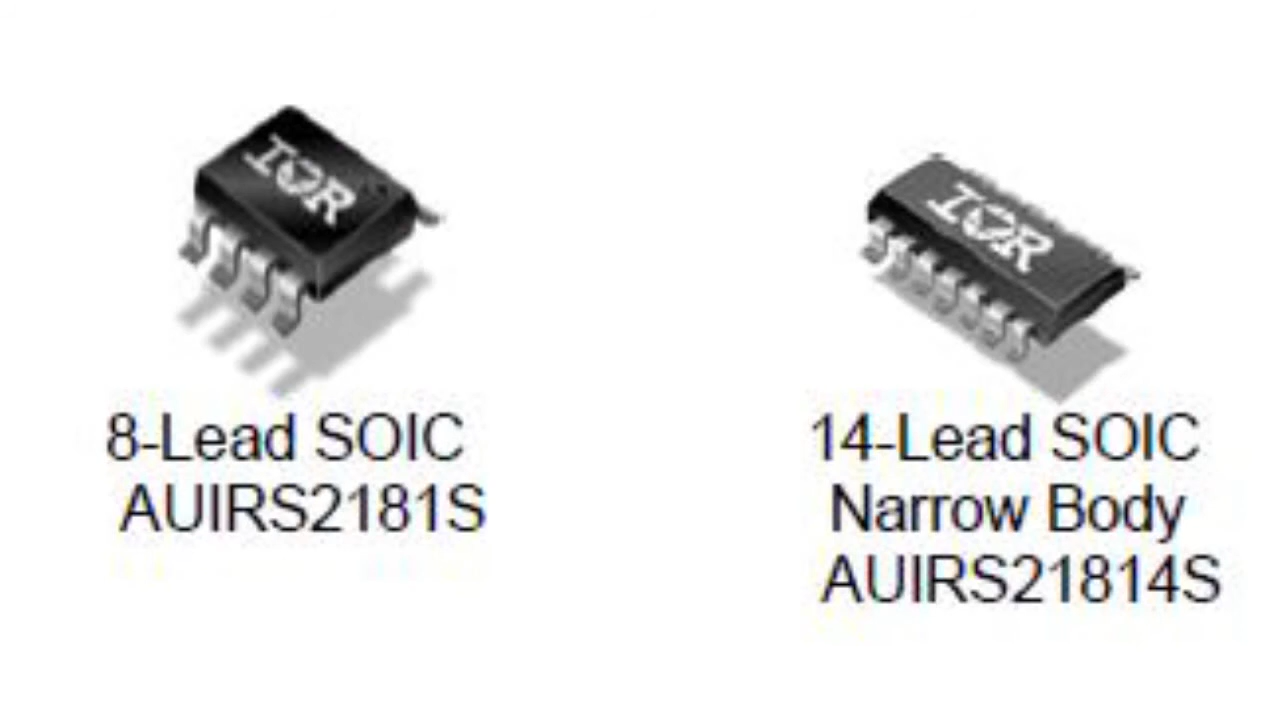 IOR
IOR
8-Lead SOIC
AUIRS2181S
14-Lead SOIC
Narrow Body
AUIRS21814S